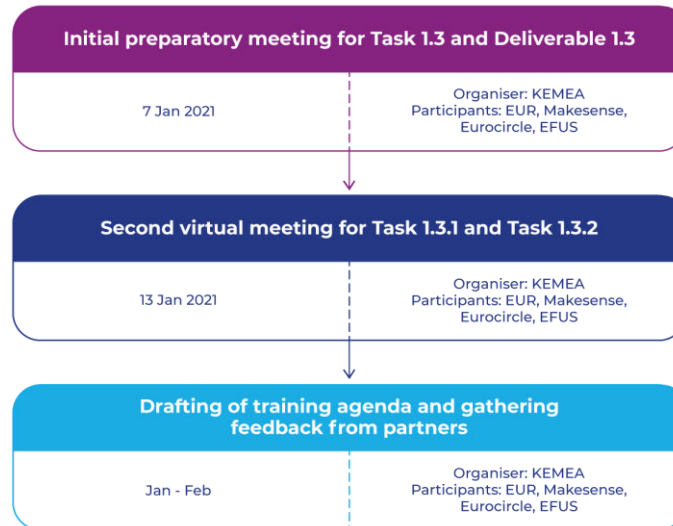 Initial preparatory meeting for Task 1.3 and Deliverable 1.3
7 Jan 2021
Organiser: KEMEA
Participants: EUR, Makesense,
Eurocircle, EFUS
Second virtual meeting for Task 1.3.1 and Task 1.3.2
13 Jan 2021
Organiser: KEMEA
Participants: EUR, Makesense,
Eurocircle, EFUS
Drafting of training agenda and gathering
feedback from partners
Jan - Feb
Organiser: KEMEA
Participants: EUR, Makesense,
Eurocircle, EFUS